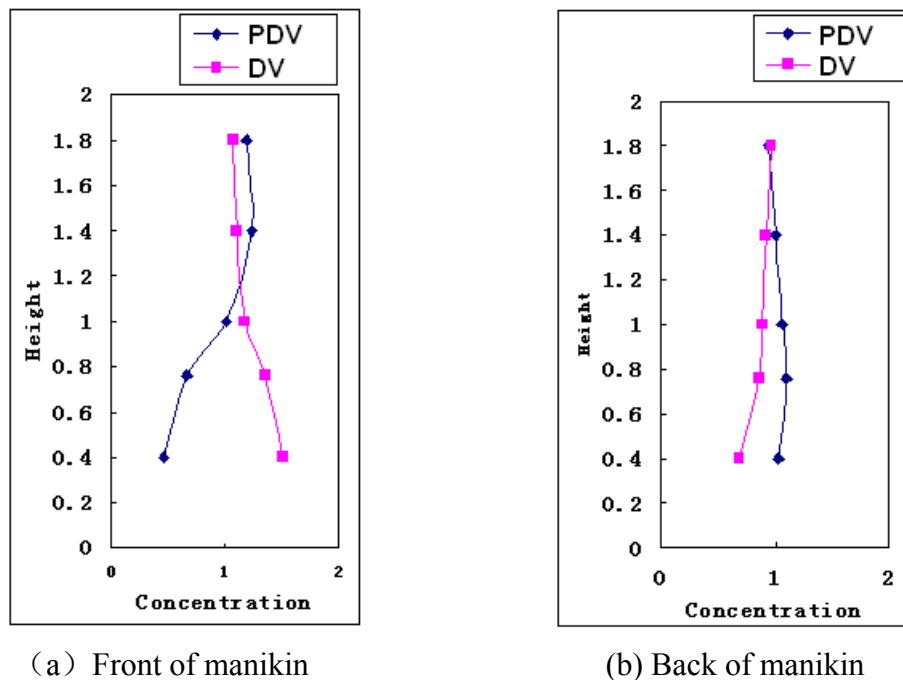 PDV
DV
2
1.8
1.6
1.4
1.2
1
0.8
0.6
0.4
0.2
0
Height
0 1 2
Concentration
（a）Front of manikin
PDV
DV
2
1.8
1.6
1.4
1.2
1
0.8
0.6
0.4
0.2
0
Height
0 1 2
Concentration
(b) Back of manikin